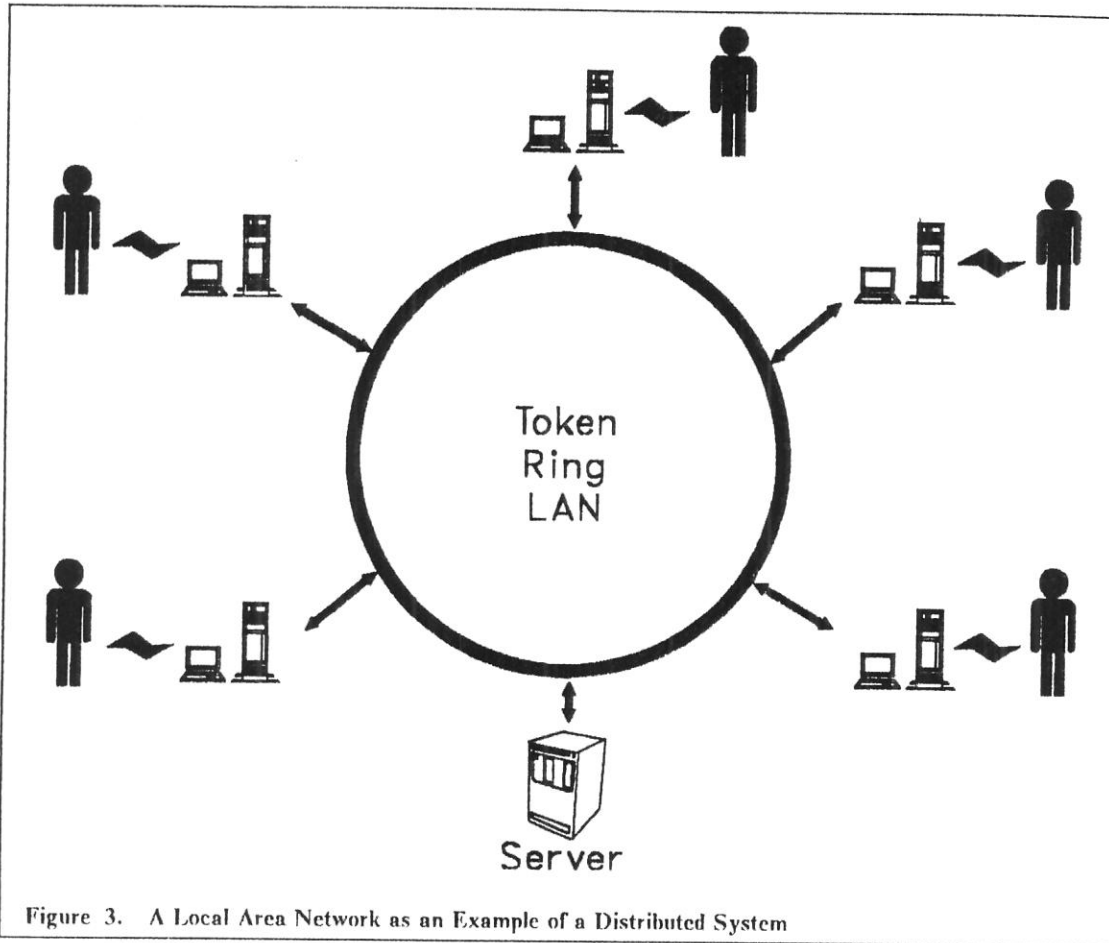 Token
Ring
LAN
Server
Figure 3. A Local Area Network as an Example of a Distributed System